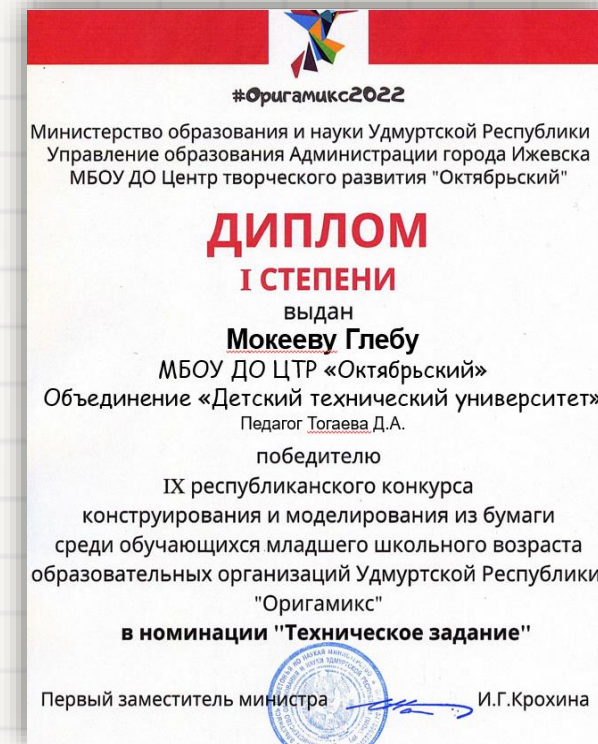 #Оригамикс2022
Министерство образования и науки Удмуртской Республики
Управление образования Администрации города Ижевска
МБОУ ДО Центр творческого развития "Октябрьский"
ДИПЛОМ
I СТЕПЕНИ
выдан
Мокееву Глебу
МБОУ ДО ЦТР «Октябрьский»
Объединение «Детский технический университет»
Педагог Тогаева Д.А.
победителю
IX республиканского конкурса
конструирования и моделирования из бумаги
среди обучающихся младшего школьного возраста
образовательных организаций Удмуртской Республики
"Оригамикс"
в номинации "Техническое задание"
Первый заместитель министра И.Г.Крохина